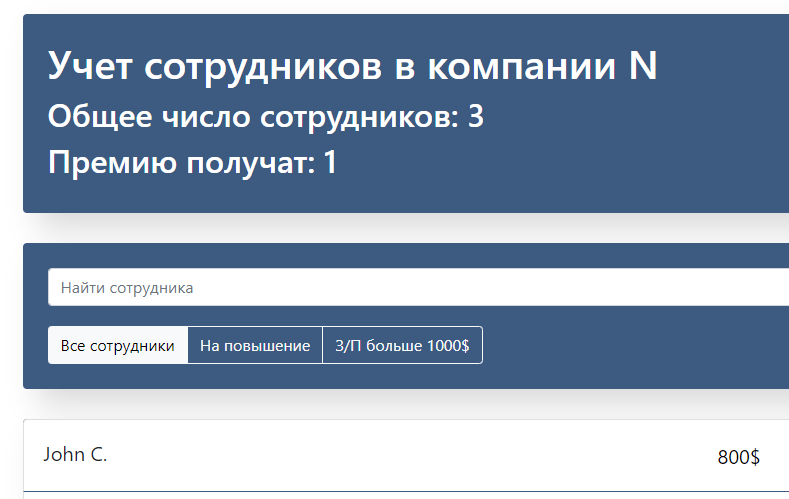 Учет сотрудников в компании N
Общее число сотрудников: 3
Премию получат: 1
Найти сотрудника
Все сотрудники На повышение З/П больше 1000$
John C. 800$